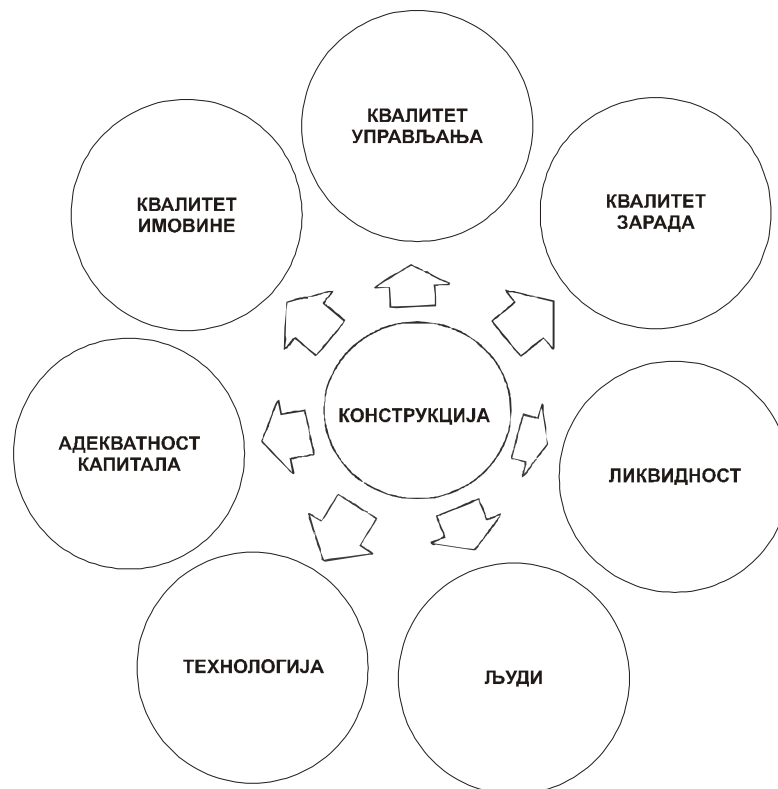 КВАЛИТЕТ
УПРАВЉАЊА
КВАЛИТЕТ
ИМОВИНЕ
КВАЛИТЕТ
ЗАРАДА
КОНСТРУКЦИЈА
АДЕКВАТНОСТ
КАПИТАЛА
ЛИКВИДНОСТ
ТЕХНОЛОГИЈА
ЉУДИ